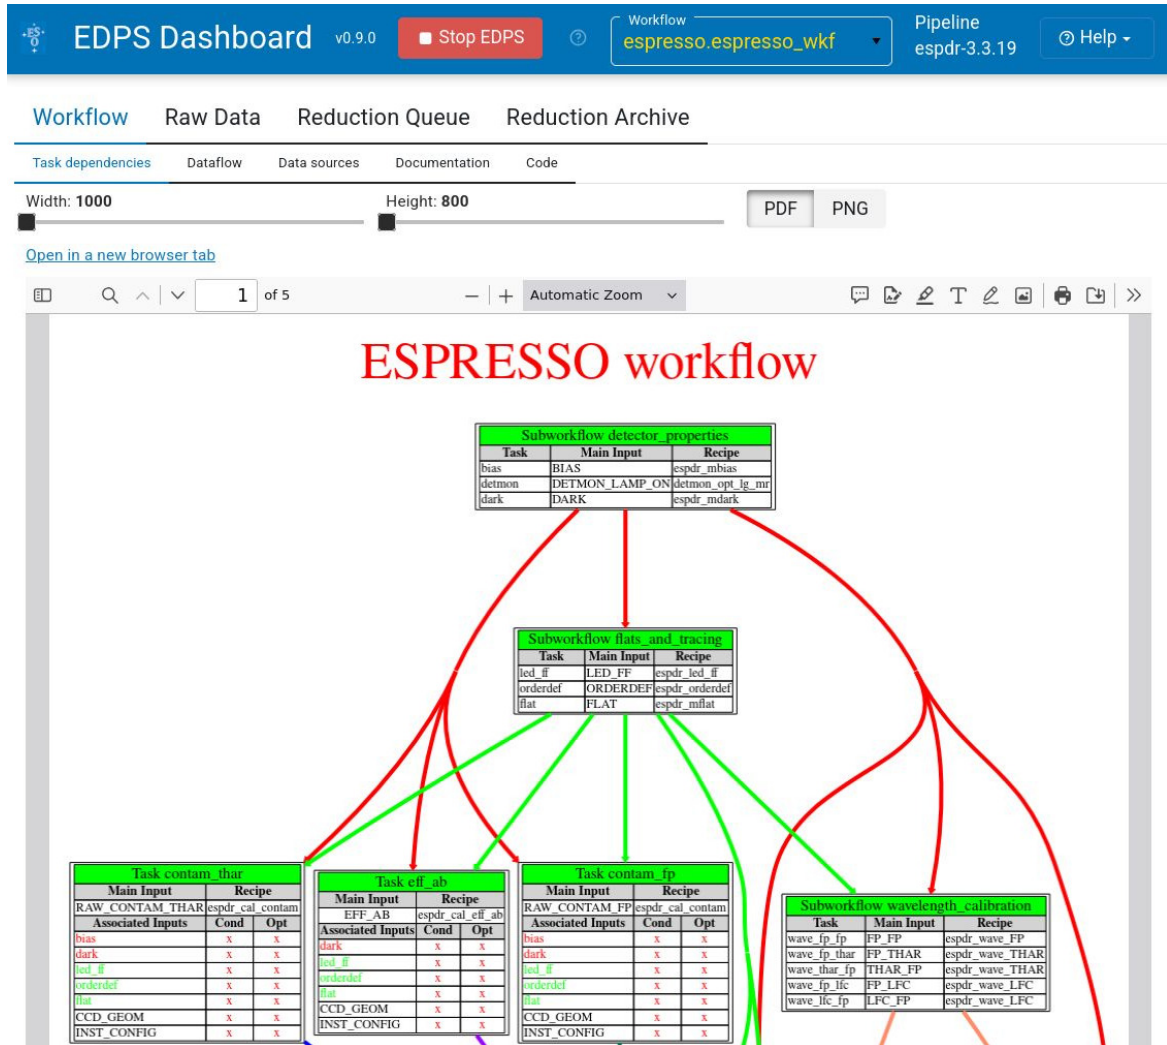 EDPS Dashboard v0.9.0 Stop EDPS Workflow espresso.espresso_wkf Pipeline espdr-3.3.19 Help
Workflow Raw Data Reduction Queue Reduction Archive
Task dependencies Dataflow Data sources Documentation Code
Width: 1000 Height: 800 PDF PNG
Open in a new browser tab
1 of 5 Automatic Zoom
ESPRESSO workflow
Subworkflow detector_properties
Task Main Input Recipe
bias BIAS espdr_mbias
detmon DETMON_LAMP_ON detmon_opt_lg_mr
dark DARK espdr_mdark
Subworkflow flats_and_tracing
Task Main Input Recipe
led_ff LED_FF espdr_led_ff
orderdef ORDERDEF espdr_orderdef
flat FLAT espdr_mflat
Task contam_thar
Main Input Recipe
RAW_CONTAM_THAR espdr_cal_contam
Associated Inputs Cond Opt
bias x x
dark x x
led_ff x x
orderdef x x
flat x x
CCD_GEOM x x
INST_CONFIG x x
Task eff_ab
Main Input Recipe
EFF_AB espdr_cal_eff_ab
Associated Inputs Cond Opt
dark x x
led_ff x x
orderdef x x
flat x x
CCD_GEOM x x
INST_CONFIG x x
Task contam_fp
Main Input Recipe
RAW_CONTAM_FP espdr_cal_contam
Associated Inputs Cond Opt
bias x x
dark x x
led_ff x x
orderdef x x
flat x x
CCD_GEOM x x
INST_CONFIG x x
Subworkflow wavelength_calibration
Task Main Input Recipe
wave_fp_fp FP_FP espdr_wave_FP
wave_fp_thar FP_THAR espdr_wave_THAR
wave_thar_fp THAR_FP espdr_wave_THAR
wave_fp_lfc FP_LFC espdr_wave_LFC
wave_lfc_fp LFC_FP espdr_wave_LFC